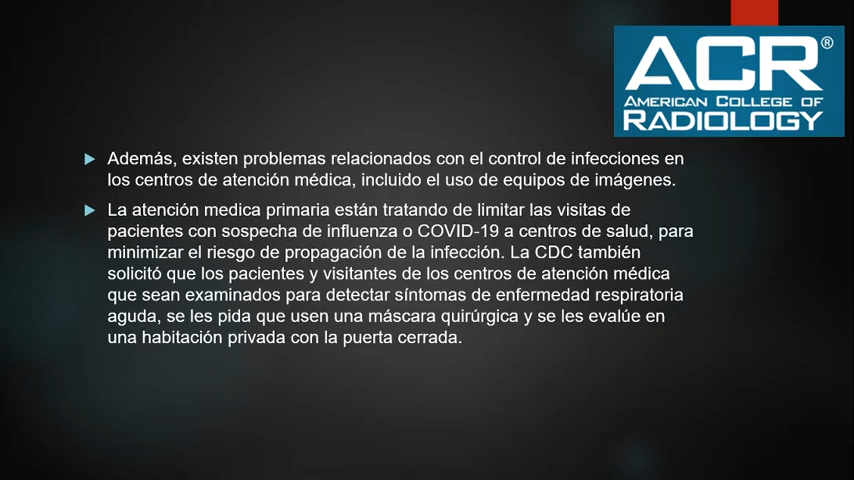 ACR®
AMERICAN COLLEGE OF
RADIOLOGY
Además, existen problemas relacionados con el control de infecciones en
los centros de atención médica, incluido el uso de equipos de imágenes.
La atención medica primaria están tratando de limitar las visitas de
pacientes con sospecha de influenza o COVID-19 a centros de salud, para
minimizar el riesgo de propagación de la infección. La CDC también
solicitó que los pacientes y visitantes de los centros de atención médica
que sean examinados para detectar síntomas de enfermedad respiratoria
aguda, se les pida que usen una máscara quirúrgica y se les evalúe en
una habitación privada con la puerta cerrada.